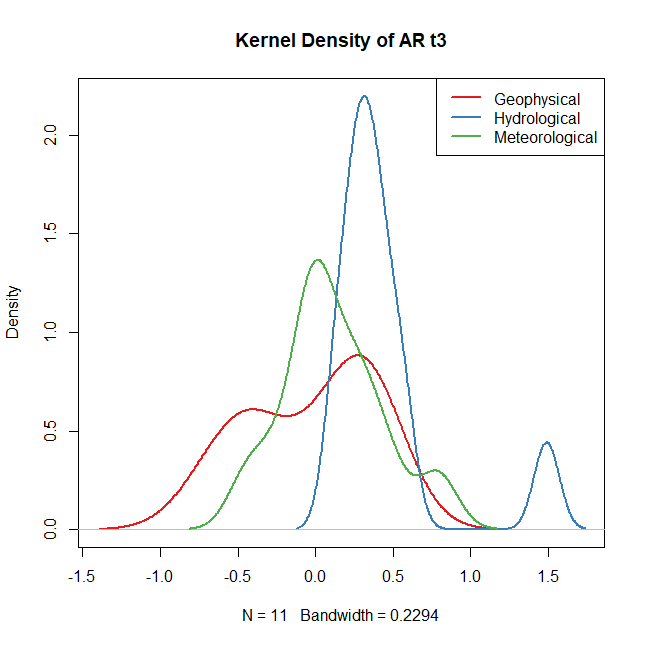 Kernel Density of AR t3
Geophysical
Hydrological
Meteorological
Density
2.0
1.5
1.0
0.5
0.0
-1.5 -1.0 -0.5 0.0 0.5 1.0 1.5
N = 11 Bandwidth = 0.2294